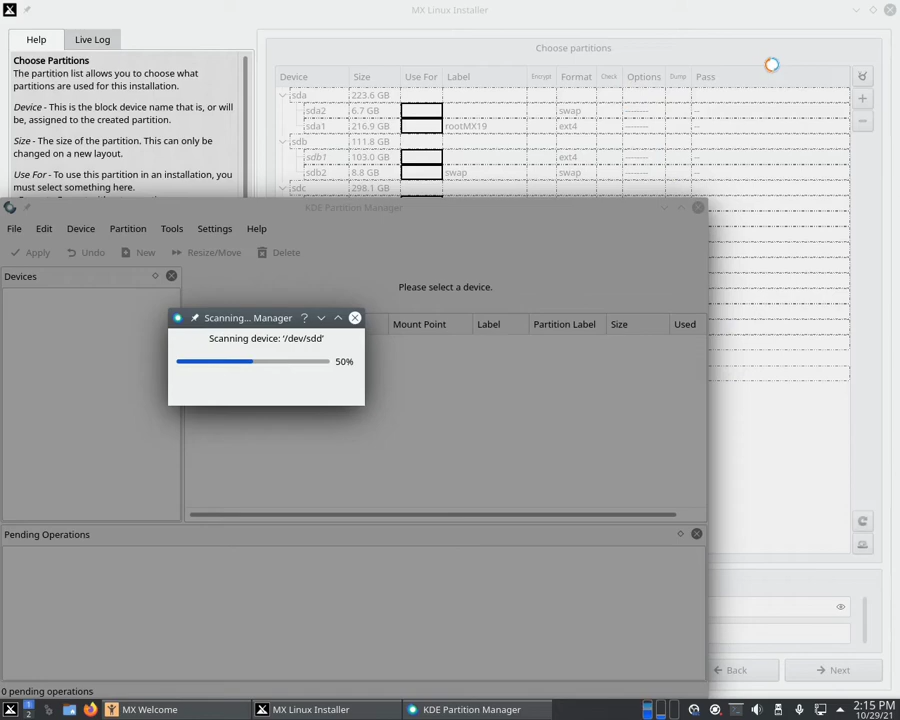 MX Linux Installer
Help
Live Log
Choose Partitions
The partition list allows you to choose what
partitions are used for this installation.
Device - This is the block device name that is, or will
be, assigned to the created partition.
Size - The size of the partition. This can only be
changed on a new layout.
Use For - To use this partition in an installation, you
must select something here.
Choose partitions
Device Size Use For Label Encrypt Format Check Options Dump Pass
sda 223.6 GB
sda2 6.7 GB swap -------- --
sda1 216.9 GB rootMX19 ext4 -------- --
sdb 111.8 GB
sdb1 103.0 GB ext4 -------- --
sdb2 8.8 GB swap swap -------- --
sdc 298.1 GB
KDE Partition Manager
File Edit Device Partition Tools Settings Help
Apply Undo New Resize/Move Delete
Devices
Please select a device.
Mount Point Label Partition Label Size Used
Scanning... Manager
Scanning device: '/dev/sdd'
50%
Pending Operations
0 pending operations
Back
Next
1
2
MX Welcome
MX Linux Installer
KDE Partition Manager
2:15 PM
10/29/21